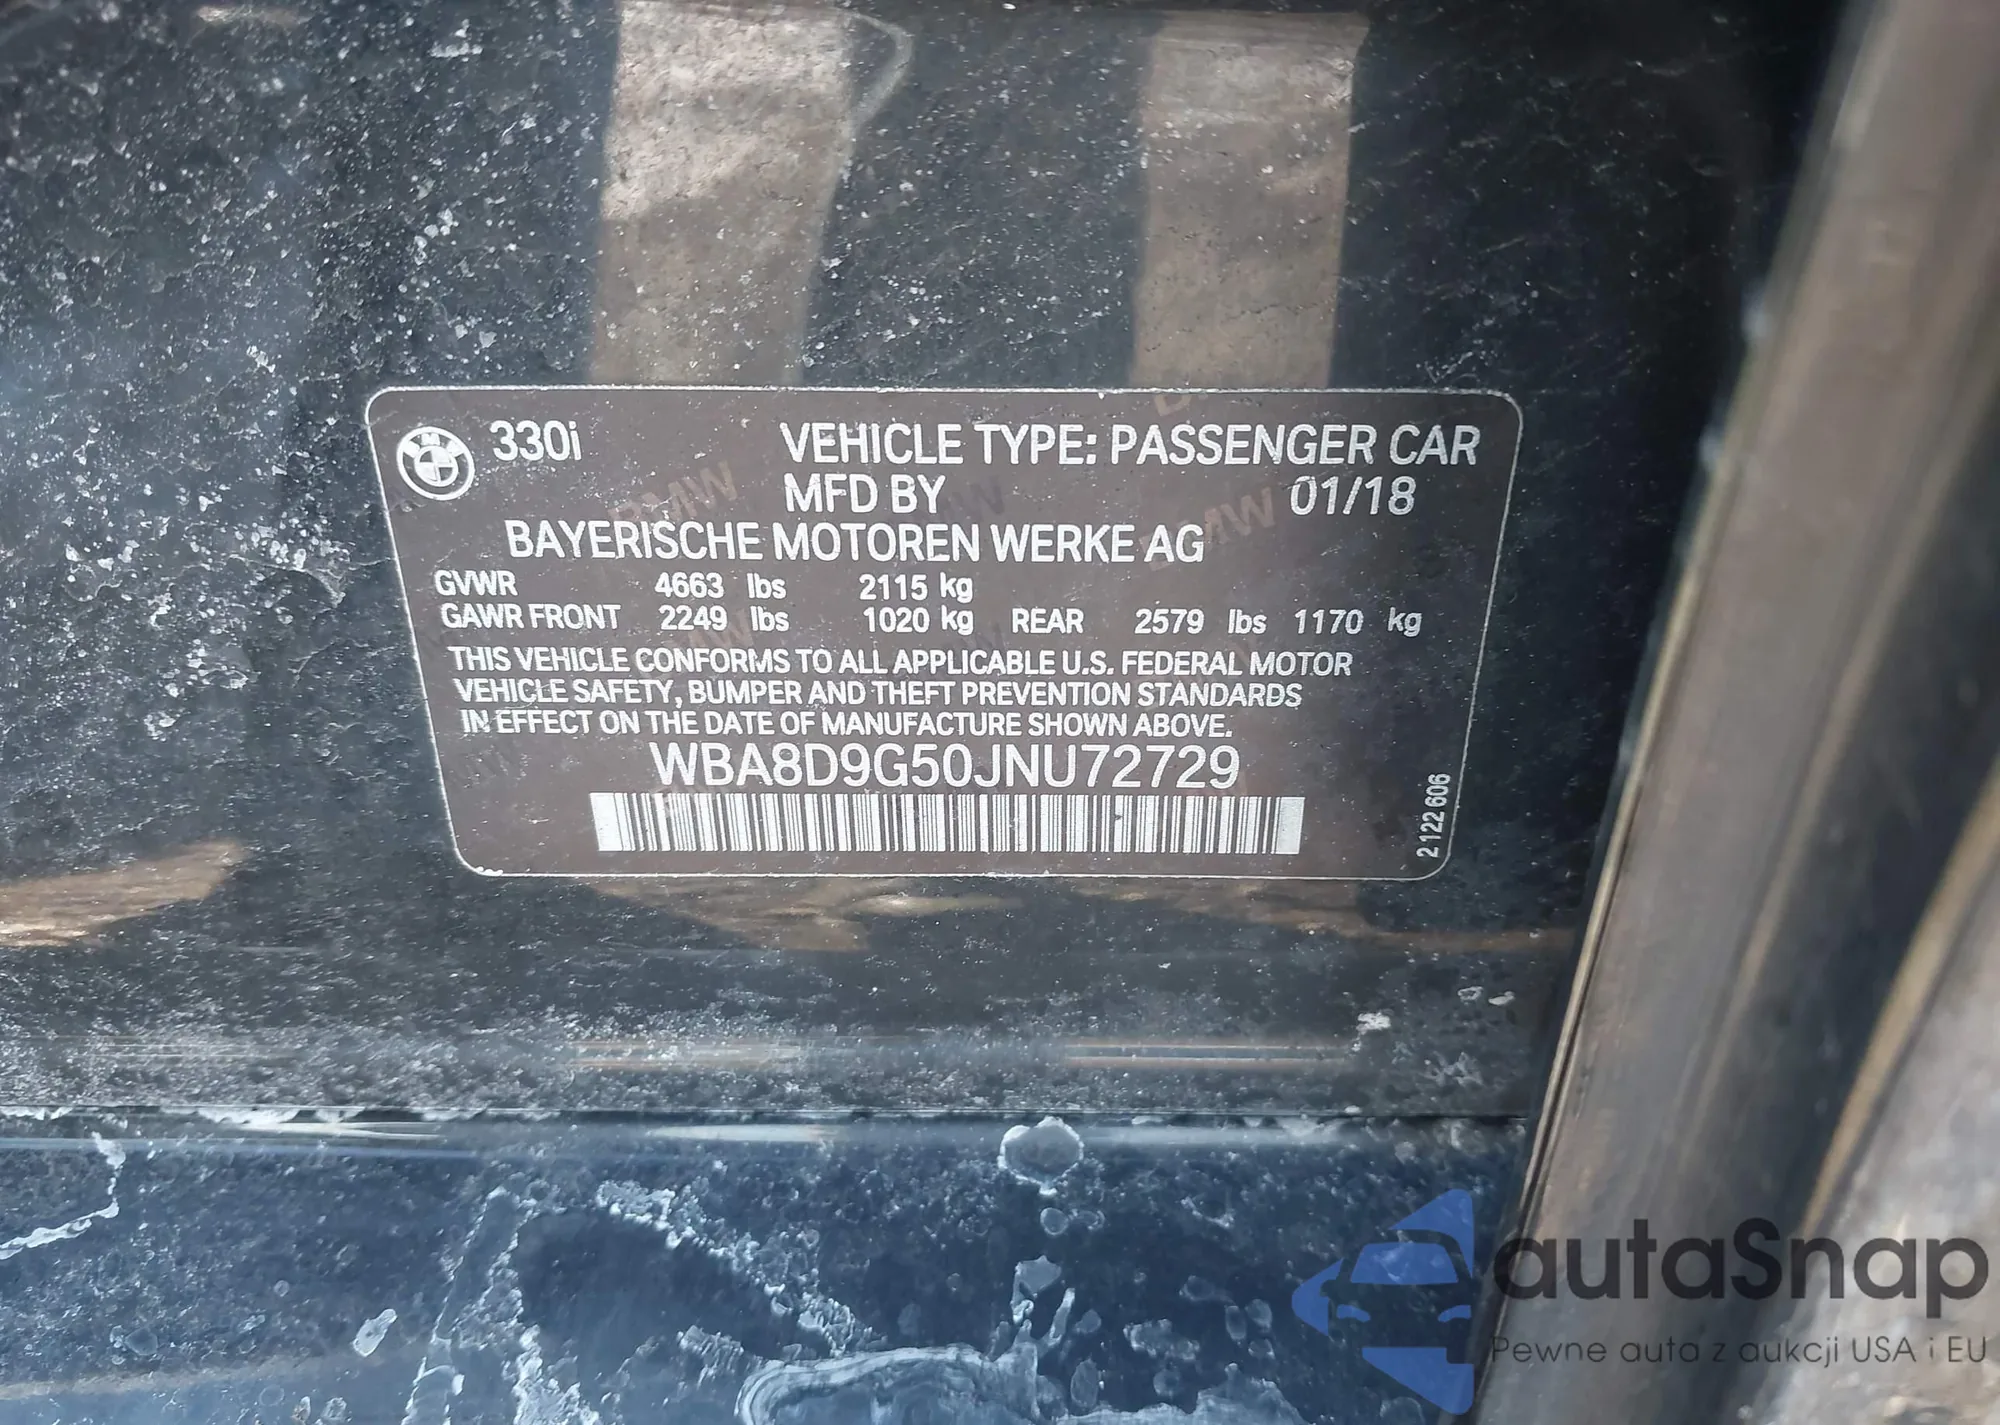 330i VEHICLE TYPE: PASSENGER CAR
MFD BY 01/18
BAYERISCHE MOTOREN WERKE AG
GVWR 4663 lbs 2115 kg
GAWR FRONT 2249 lbs 1020 kg REAR 2579 lbs 1170 kg
THIS VEHICLE CONFORMS TO ALL APPLICABLE U.S. FEDERAL MOTOR
VEHICLE SAFETY, BUMPER AND THEFT PREVENTION STANDARDS
IN EFFECT ON THE DATE OF MANUFACTURE SHOWN ABOVE.
WBA8D9G50JNU72729
2 122 606
autaSnap
Pewne auta z aukcji USA i EU